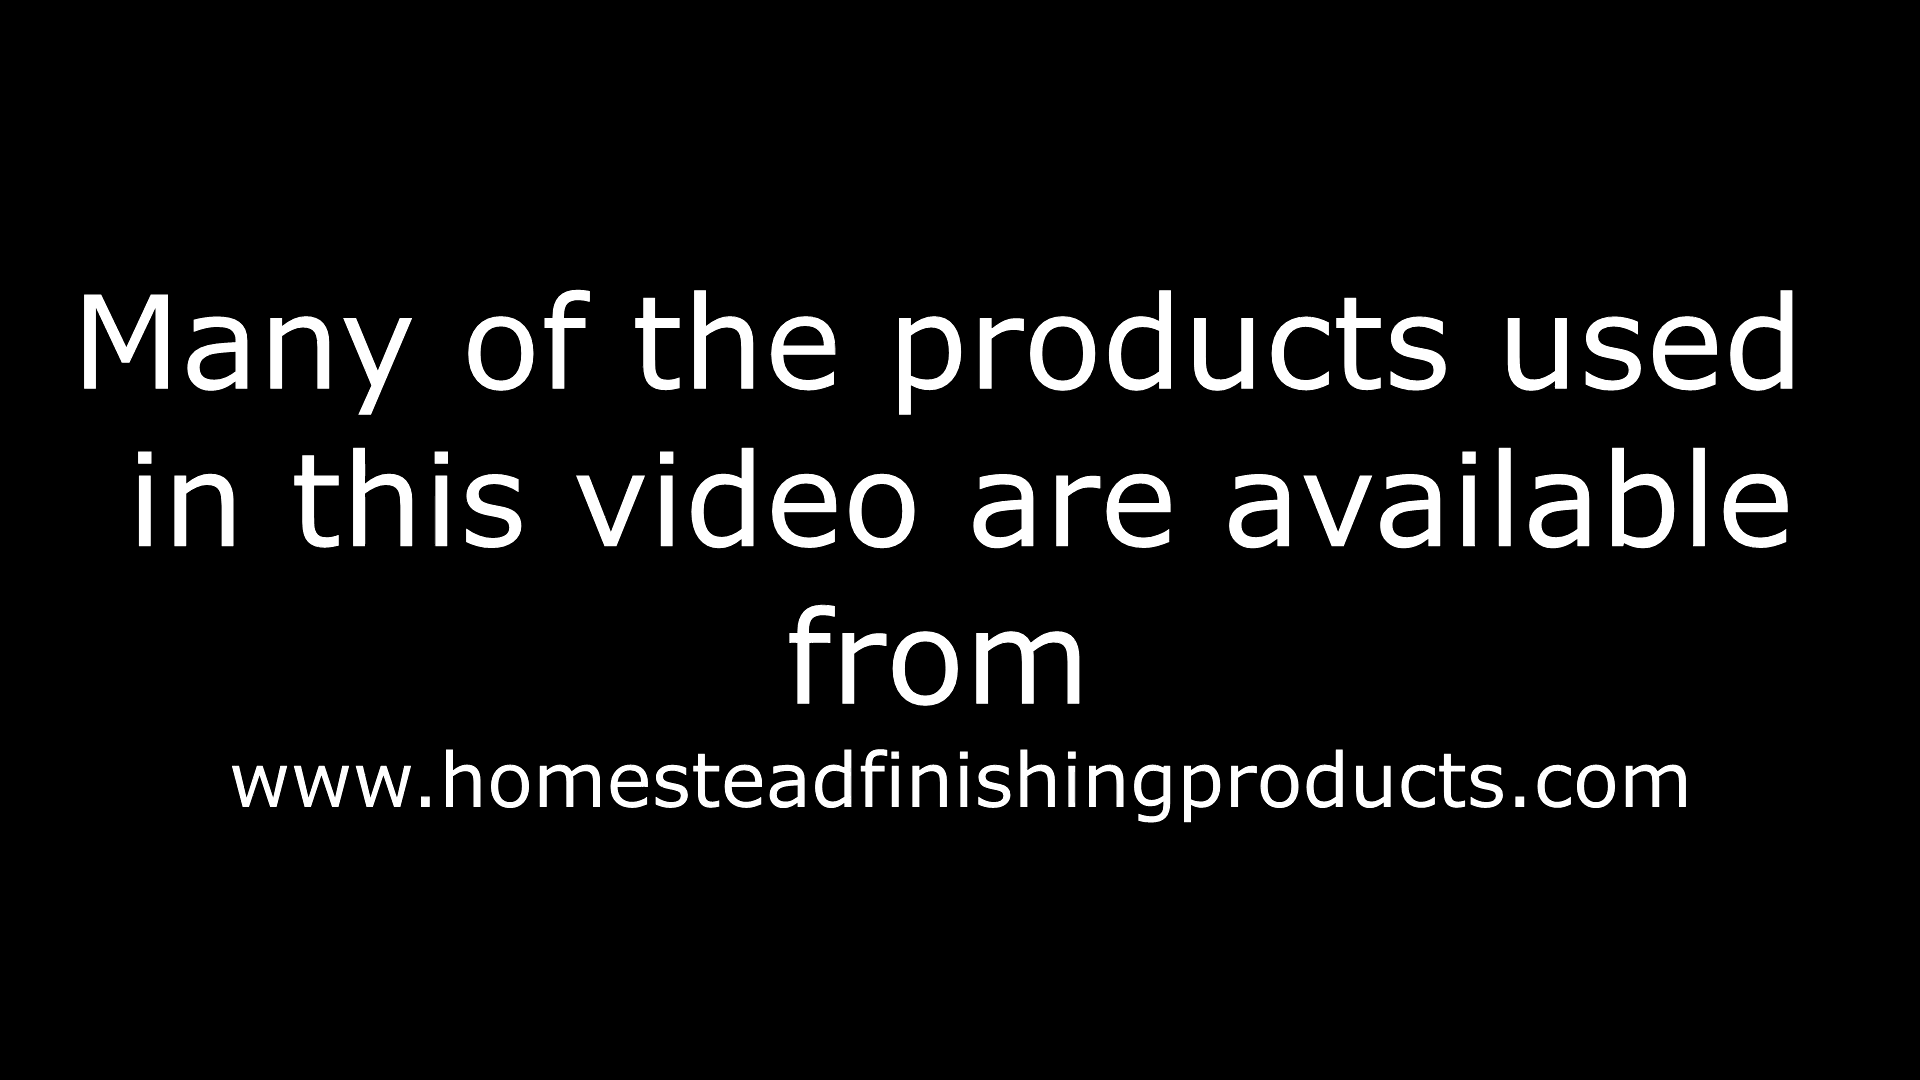 Many of the products used
in this video are available
from
www.homesteadfinishingproducts.com